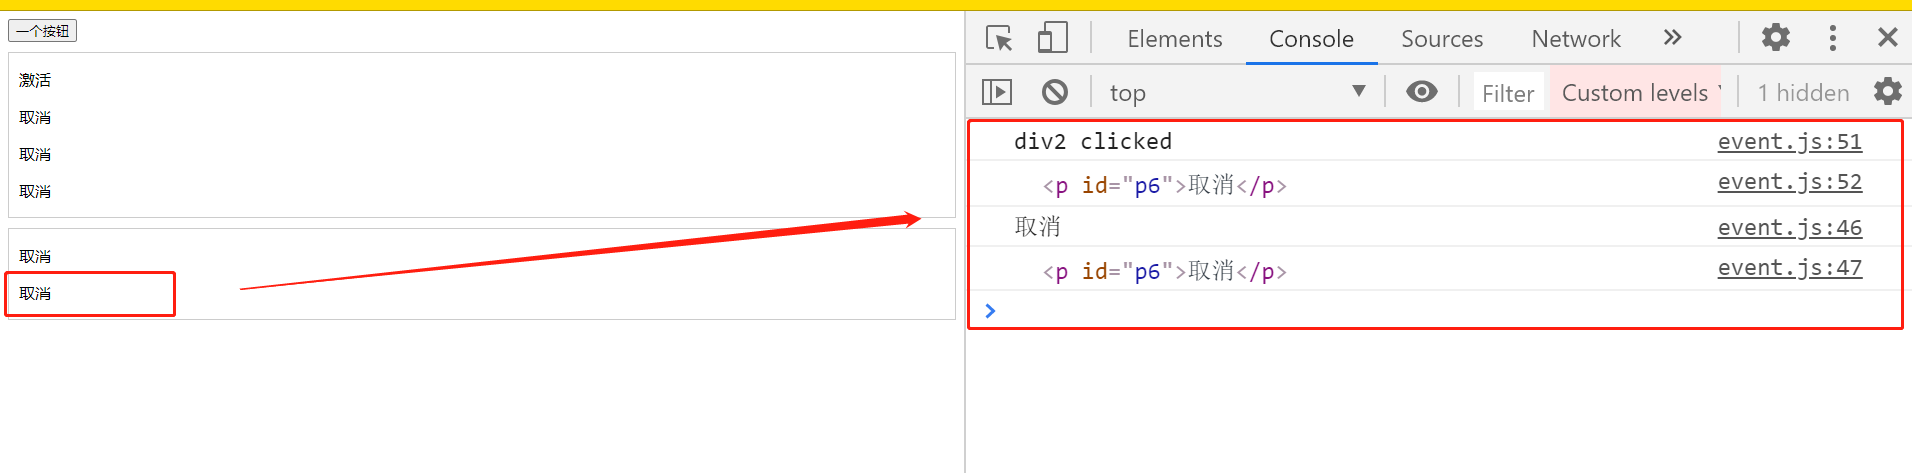 一个按钮
激活
取消
取消
取消
取消
取消
Elements Console Sources Network
top Filter Custom levels 1 hidden
div2 clicked event.js:51
<p id="p6">取消</p> event.js:52
取消 event.js:46
<p id="p6">取消</p> event.js:47